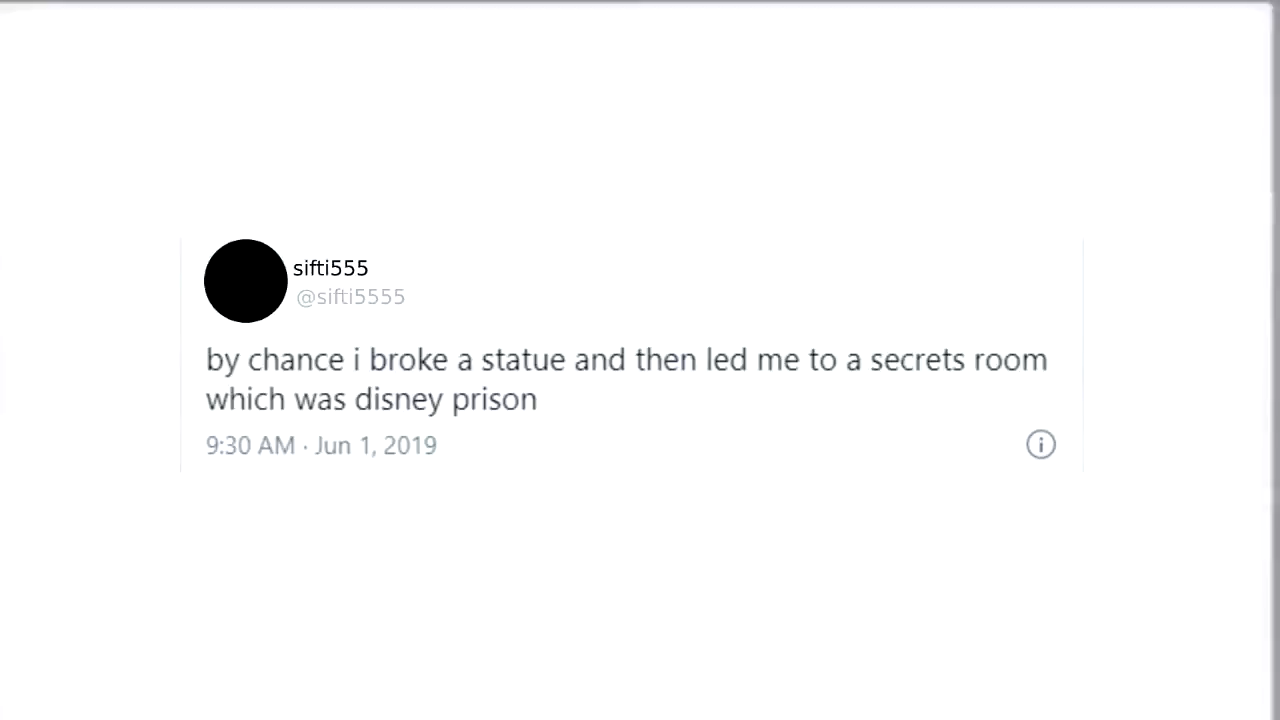 sifti555
@sifti5555
by chance i broke a statue and then led me to a secrets room
which was disney prison
9:30 AM · Jun 1, 2019